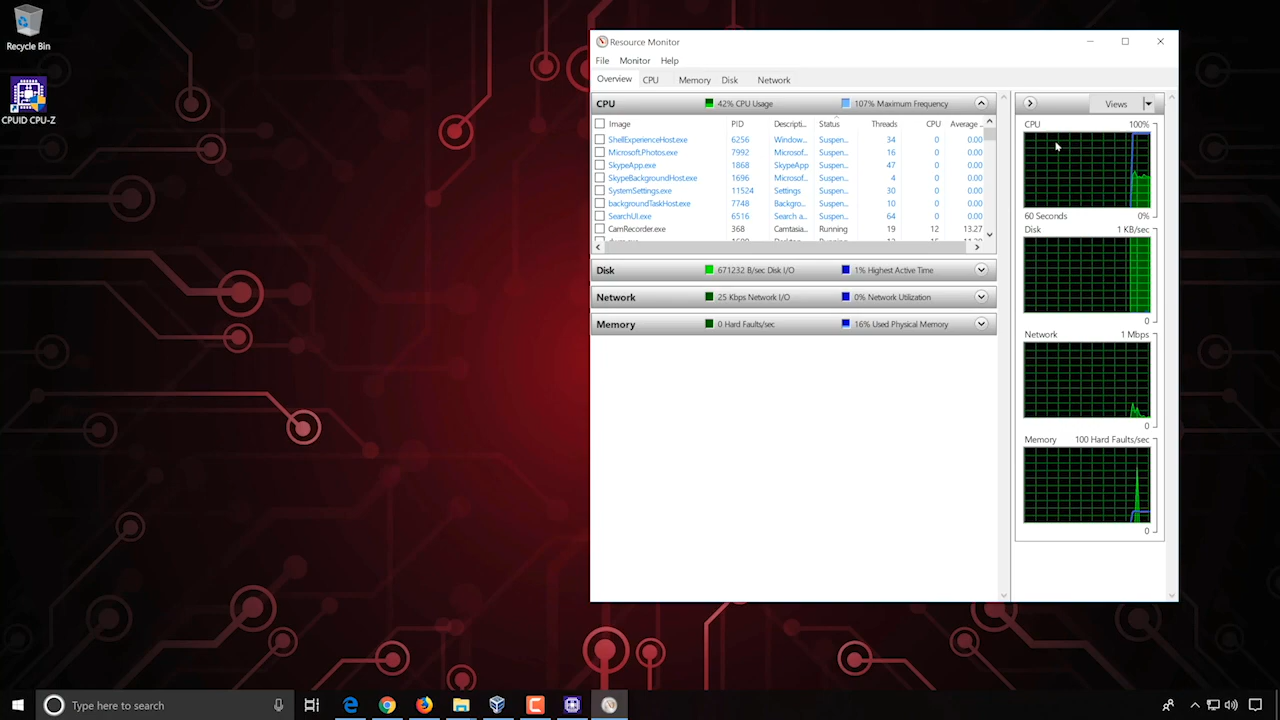 Recycle Bin
CPUID CPU-Z
Resource Monitor
File Monitor Help
Overview CPU Memory Disk Network
CPU 42% CPU Usage 107% Maximum Frequency
Image PID Descripti... Status Threads CPU Average ...
ShellExperienceHost.exe 6256 Window... Suspen... 34 0 0.00
Microsoft.Photos.exe 7992 Microsof... Suspen... 16 0 0.00
SkypeApp.exe 1868 SkypeApp Suspen... 47 0 0.00
SkypeBackgroundHost.exe 1696 Microsof... Suspen... 4 0 0.00
SystemSettings.exe 11524 Settings Suspen... 30 0 0.00
backgroundTaskHost.exe 7748 Backgro... Suspen... 10 0 0.00
SearchUI.exe 6516 Search a... Suspen... 64 0 0.00
CamRecorder.exe 368 Camtasia... Running 19 12 13.27
Disk 671232 B/sec Disk I/O 1% Highest Active Time
Network 25 Kbps Network I/O 0% Network Utilization
Memory 0 Hard Faults/sec 16% Used Physical Memory
Views
CPU 100%
60 Seconds 0%
Disk 1 KB/sec
0
Network 1 Mbps
0
Memory 100 Hard Faults/sec
0
Type here to search